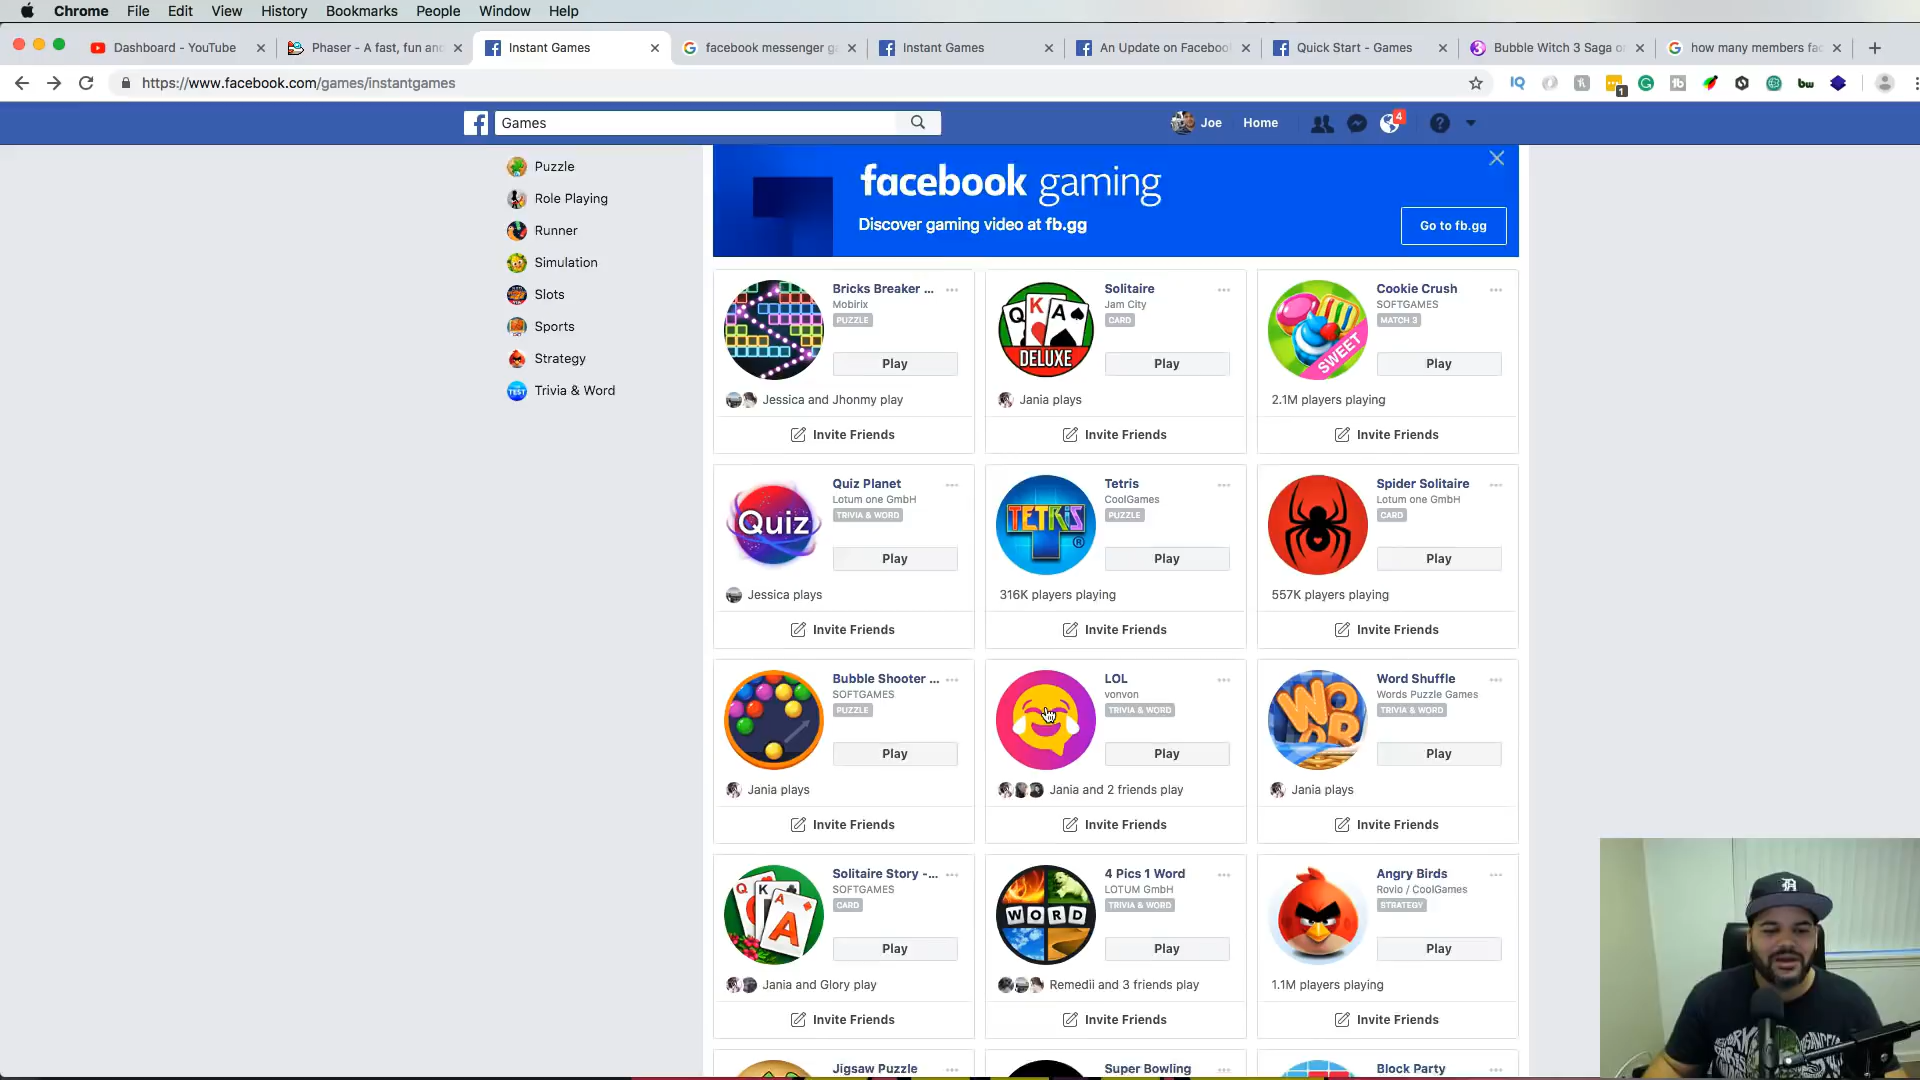 Chrome File Edit View History Bookmarks People Window Help
Dashboard - YouTube
Phaser - A fast, fun and
Instant Games
facebook messenger g
Instant Games
An Update on Facebo
Quick Start - Games
Bubble Witch 3 Saga o
how many members fa
https://www.facebook.com/games/instantgames
Games
Joe
Home
4
Puzzle
Role Playing
Runner
Simulation
Slots
Sports
Strategy
Trivia & Word
facebook gaming
Discover gaming video at fb.gg
Go to fb.gg
Bricks Breaker ...
Mobirix
PUZZLE
Play
Jessica and Jhonmy play
Invite Friends
Q K A
DELUXE
Solitaire
Jam City
CARD
Play
Jania plays
Invite Friends
SWEET
Cookie Crush
SOFTGAMES
MATCH 3
Play
2.1M players playing
Invite Friends
Quiz
Quiz Planet
Lotum one GmbH
TRIVIA & WORD
Play
Jessica plays
Invite Friends
TETRIS
Tetris
CoolGames
PUZZLE
Play
316K players playing
Invite Friends
Spider Solitaire
Lotum one GmbH
CARD
Play
557K players playing
Invite Friends
Bubble Shooter ...
SOFTGAMES
PUZZLE
Play
Jania plays
Invite Friends
LOL
vonvon
TRIVIA & WORD
Play
Jania and 2 friends play
Invite Friends
Word Shuffle
Words Puzzle Games
TRIVIA & WORD
Play
Jania plays
Invite Friends
Q K A
Solitaire Story -...
SOFTGAMES
CARD
Play
Jania and Glory play
Invite Friends
WORD
4 Pics 1 Word
LOTUM GmbH
TRIVIA & WORD
Play
Remedii and 3 friends play
Invite Friends
Angry Birds
Rovio / CoolGames
STRATEGY
Play
1.1M players playing
Invite Friends
Jigsaw Puzzle
Super Bowling
Block Party